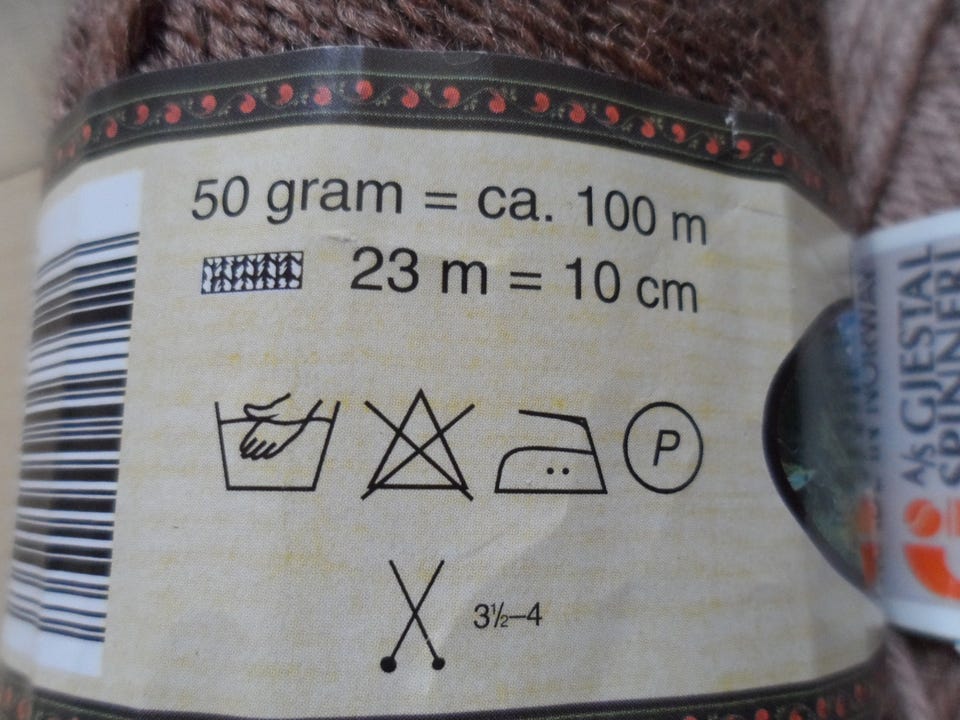 50 gram = ca. 100 m
23 m = 10 cm
P
3½–4
A/S GJESTAL
SPINNERI